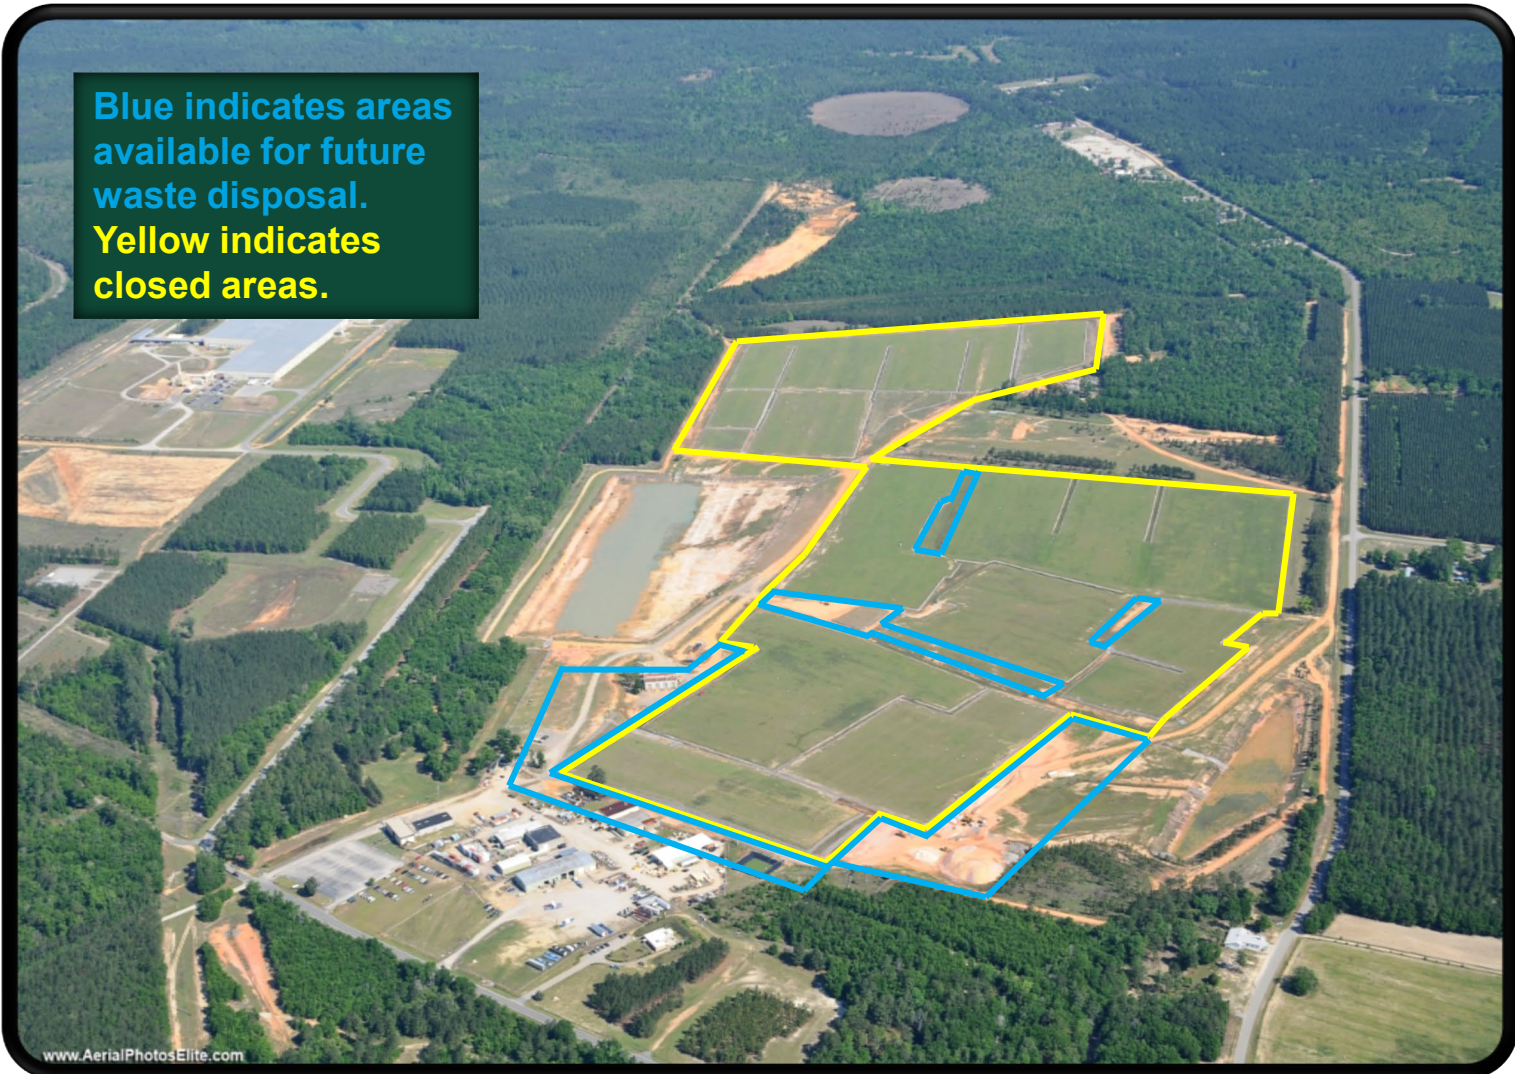 Blue indicates areas
available for future
waste disposal.
Yellow indicates
closed areas.
www.AerialPhotosElite.com